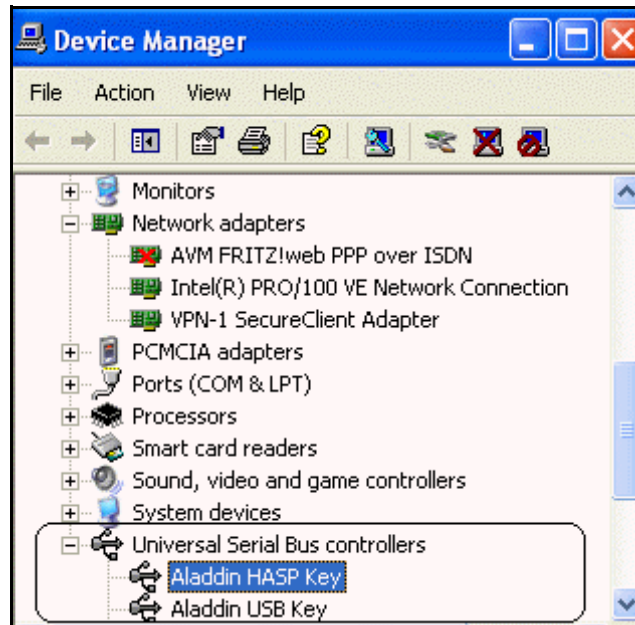 Device Manager
File Action View Help
Monitors
Network adapters
AVM FRITZ!web PPP over ISDN
Intel(R) PRO/100 VE Network Connection
VPN-1 SecureClient Adapter
PCMCIA adapters
Ports (COM & LPT)
Processors
Smart card readers
Sound, video and game controllers
System devices
Universal Serial Bus controllers
Aladdin HASP Key
Aladdin USB Key